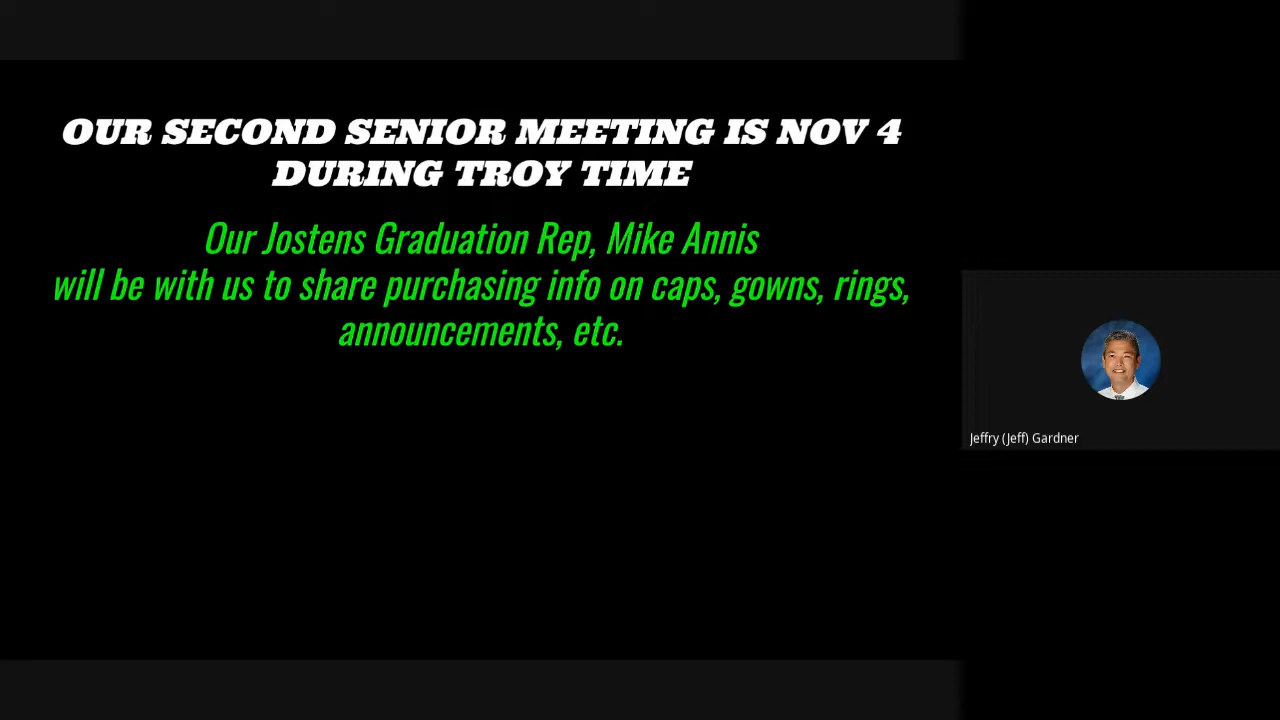 OUR SECOND SENIOR MEETING IS NOV 4
DURING TROY TIME
Our Jostens Graduation Rep, Mike Annis
will be with us to share purchasing info on caps, gowns, rings,
announcements, etc.
Jeffry (Jeff) Gardner